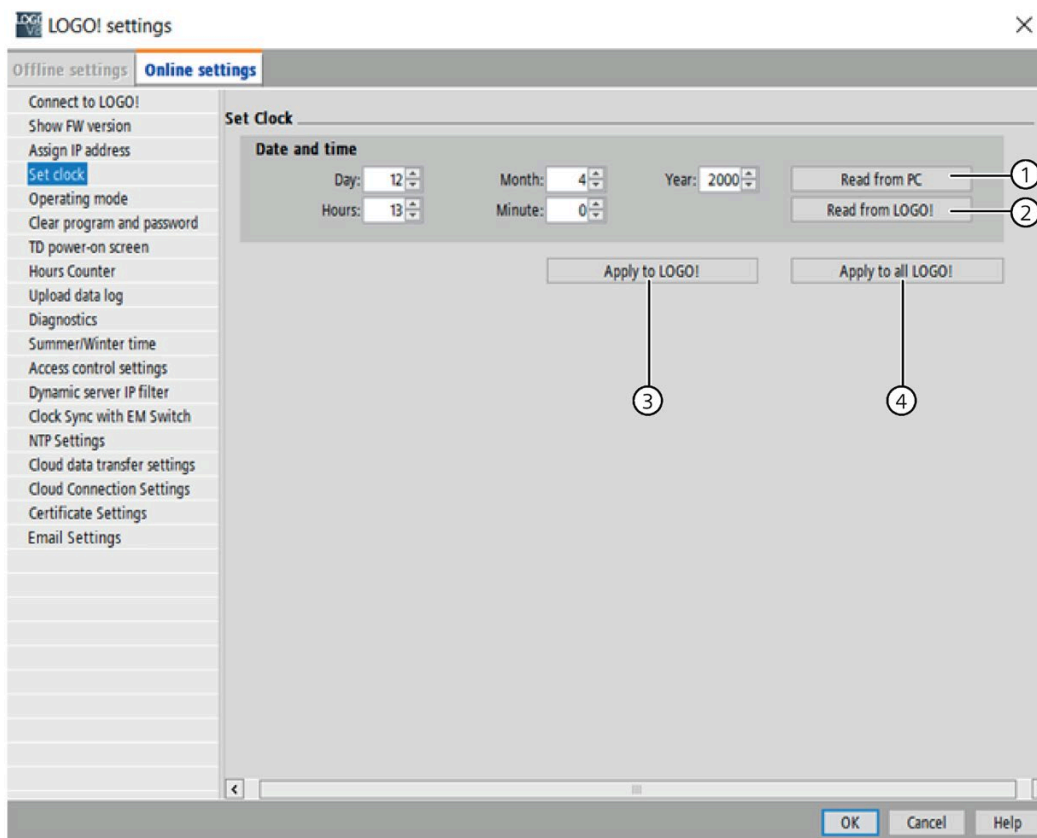 LOGO! settings
Offline settings Online settings
Connect to LOGO!
Show FW version
Assign IP address
Set clock
Operating mode
Clear program and password
TD power-on screen
Hours Counter
Upload data log
Diagnostics
Summer/Winter time
Access control settings
Dynamic server IP filter
Clock Sync with EM Switch
NTP Settings
Cloud data transfer settings
Cloud Connection Settings
Certificate Settings
Email Settings
Set Clock
Date and time
Day: 12 Month: 4 Year: 2000 Read from PC 1
Hours: 13 Minute: 0 Read from LOGO! 2
Apply to LOGO! Apply to all LOGO!
3 4
OK Cancel Help